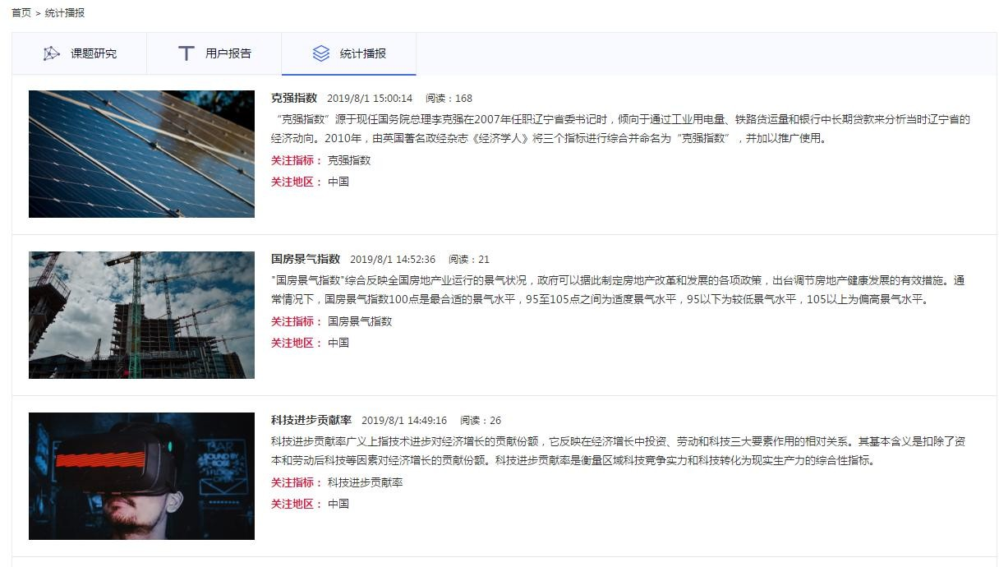 首页 > 统计播报
课题研究
用户报告
统计播报
克强指数 2019/8/1 15:00:14 阅读：168
“克强指数”源于现任国务院总理李克强在2007年任职辽宁省委书记时，倾向于通过工业用电量、铁路货运量和银行中长期贷款来分析当时辽宁省的
经济动向。2010年，由英国著名政经杂志《经济学人》将三个指标进行综合并命名为“克强指数”，并加以推广使用。
关注指标： 克强指数
关注地区： 中国
国房景气指数 2019/8/1 14:52:36 阅读：21
"国房景气指数"综合反映全国房地产业运行的景气状况，政府可以据此制定房地产改革和发展的各项政策，出台调节房地产健康发展的有效措施。通
常情况下，国房景气指数100点是最合适的景气水平，95至105点之间为适度景气水平，95以下为较低景气水平，105以上为偏高景气水平。
关注指标： 国房景气指数
关注地区： 中国
科技进步贡献率 2019/8/1 14:49:16 阅读：26
科技进步贡献率广义上指技术进步对经济增长的贡献份额，它反映在经济增长中投资、劳动和科技三大要素作用的相对关系。其基本含义是扣除了资
本和劳动后科技等因素对经济增长的贡献份额。科技进步贡献率是衡量区域科技竞争实力和科技转化为现实生产力的综合性指标。
关注指标： 科技进步贡献率
关注地区： 中国
BAR